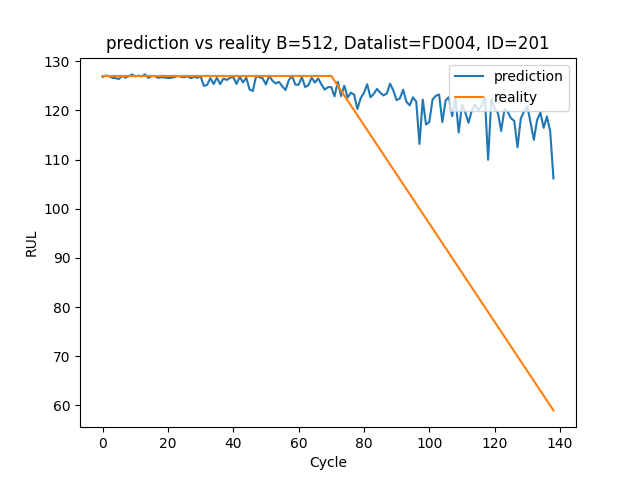 prediction vs reality B=512, Datalist=FD004, ID=201
prediction
reality
130
120
110
100
90
80
70
60
RUL
0 20 40 60 80 100 120 140
Cycle